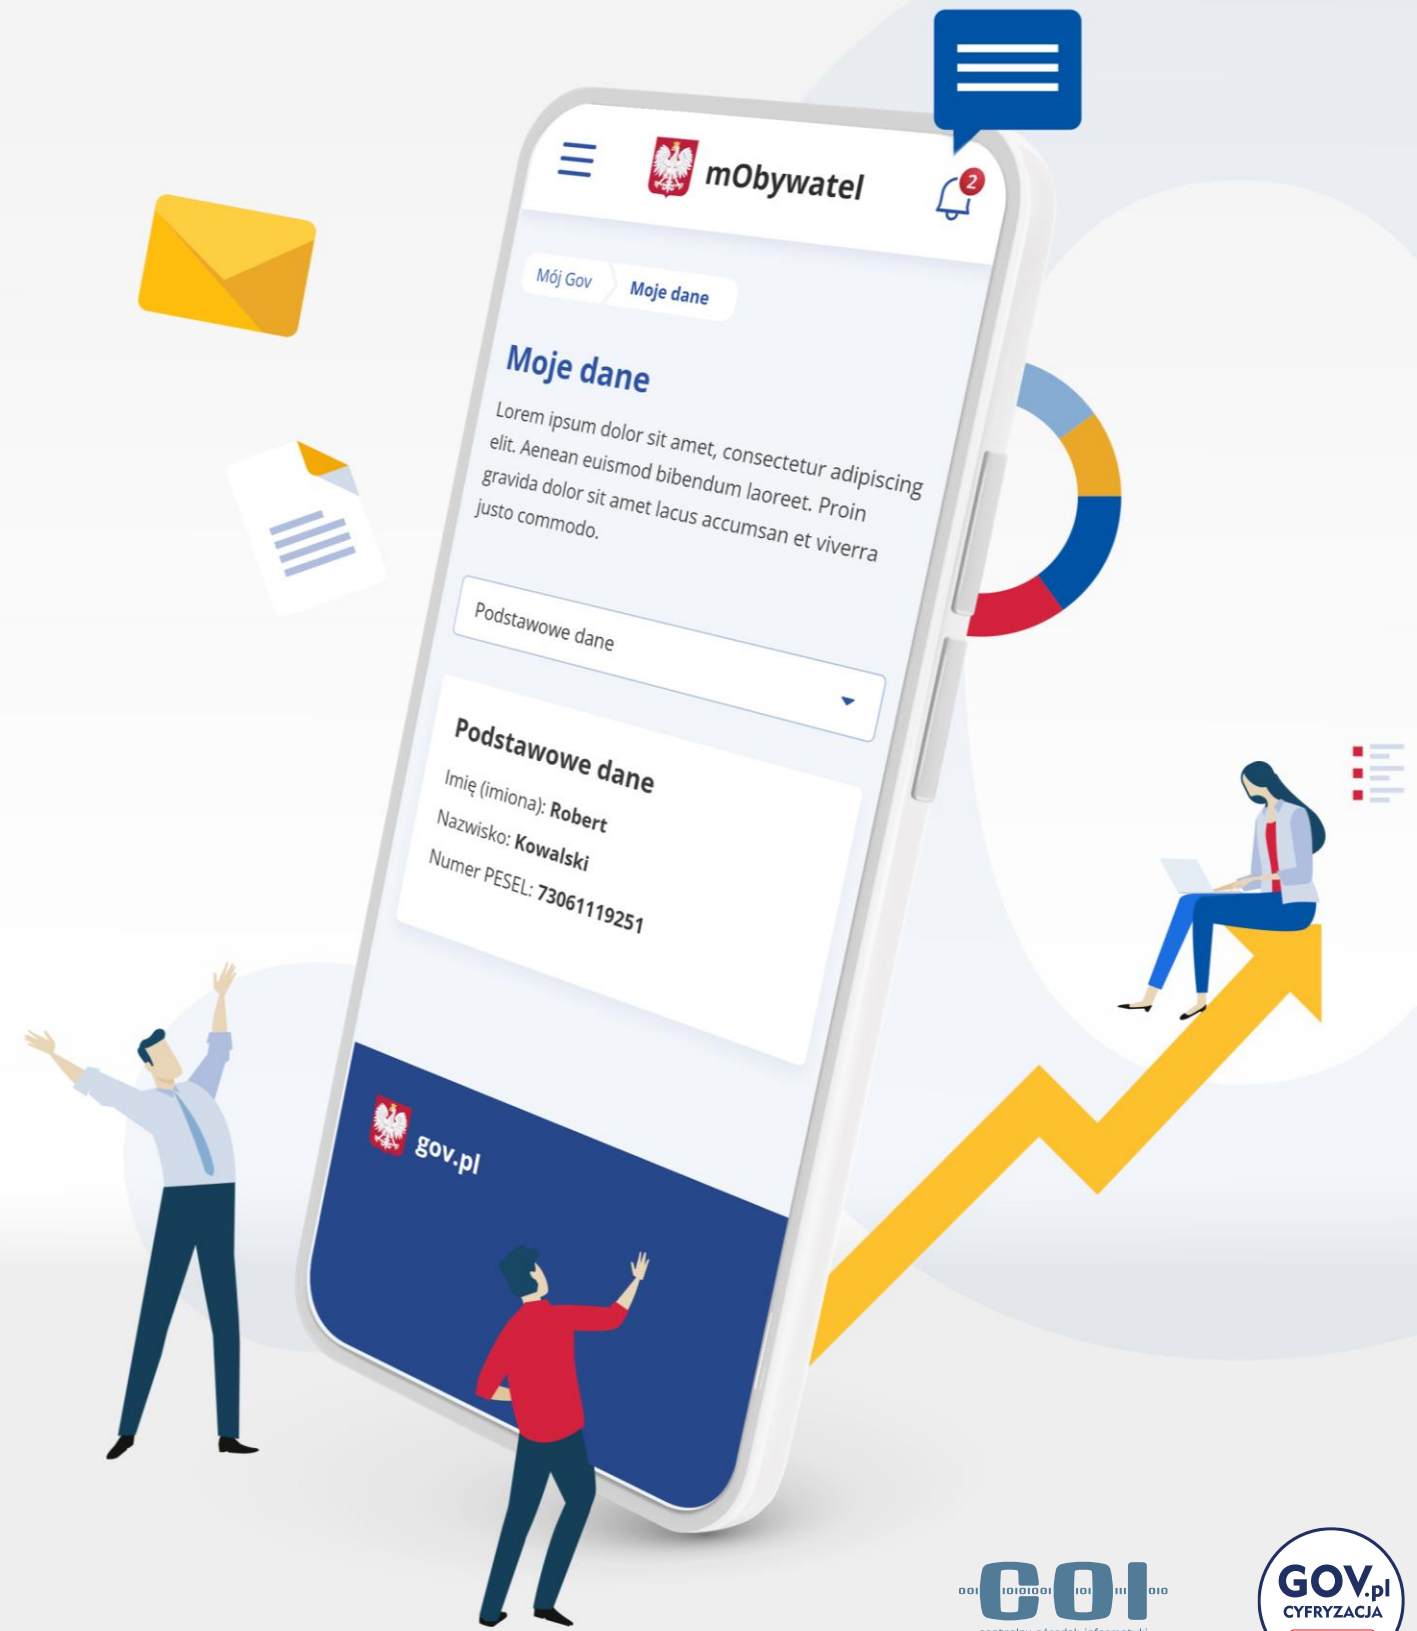 mObywatel
2
Mój Gov
Moje dane
Moje dane
Lorem ipsum dolor sit amet, consectetur adipiscing
elit. Aenean euismod bibendum laoreet. Proin
gravida dolor sit amet lacus accumsan et viverra
justo commodo.
Podstawowe dane
Podstawowe dane
Imię (imiona): Robert
Nazwisko: Kowalski
Numer PESEL: 73061119251
gov.pl
COI
GOV.pl
CYFRYZACJA